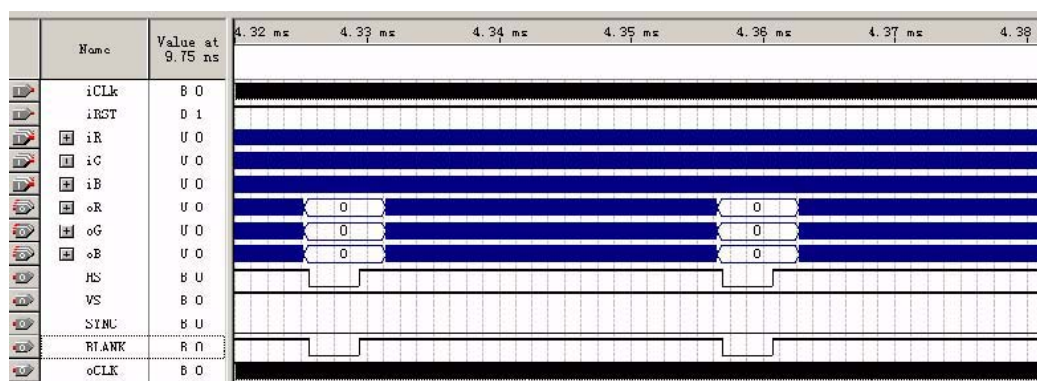 Name Value at 9.75 ns 4.32 ms 4.33 ms 4.34 ms 4.35 ms 4.36 ms 4.37 ms 4.38
iCLk B 0
iRST D 1
iR U 0
iG U 0
iB U 0
oR U 0 0 0
oG U 0 0 0
oB U 0 0 0
HS B 0
VS B 0
SYNC B 0
BLANK B 0
oCLK B 0